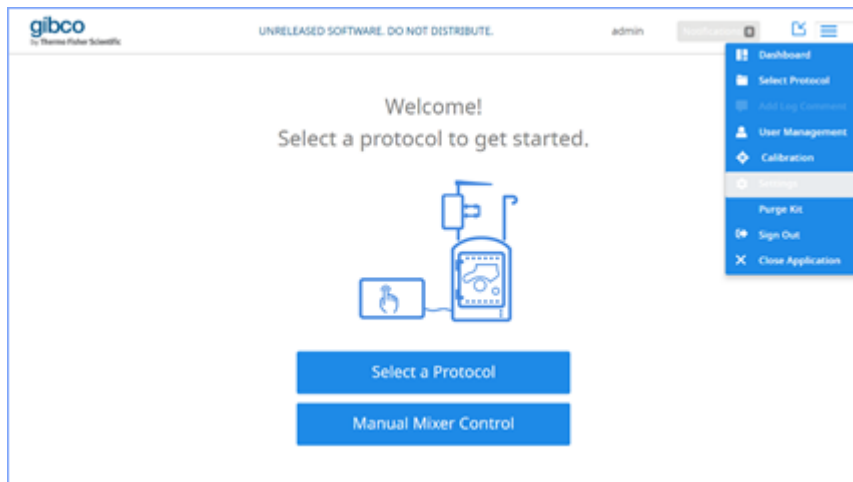 gibco
by Thermo Fisher Scientific
UNRELEASED SOFTWARE. DO NOT DISTRIBUTE.
admin
Notifications
Dashboard
Select Protocol
Add Log Comment
User Management
Calibration
Settings
Purge Kit
Sign Out
Close Application
Welcome!
Select a protocol to get started.
Select a Protocol
Manual Mixer Control